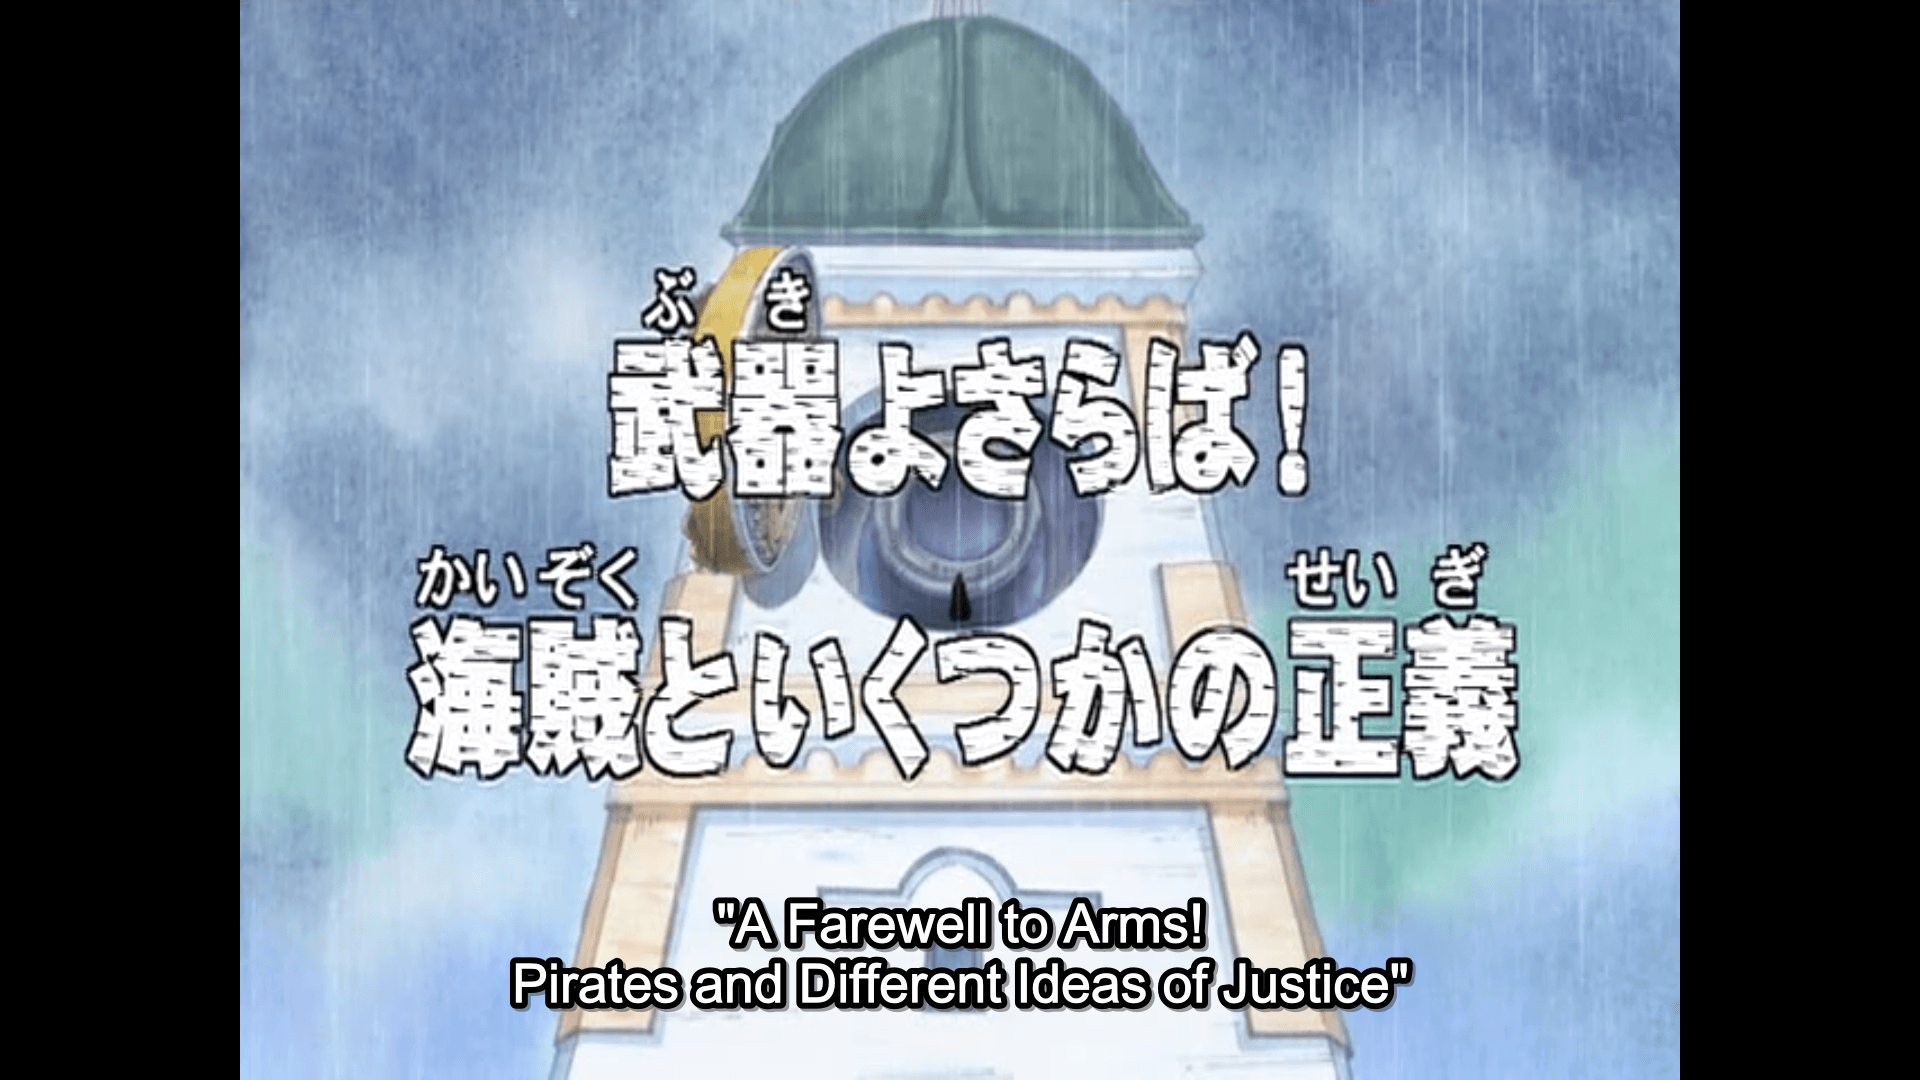 ぶき
武器よさらば!
かいぞく せいぎ
海賊といくつかの正義
"A Farewell to Arms!
Pirates and Different Ideas of Justice"